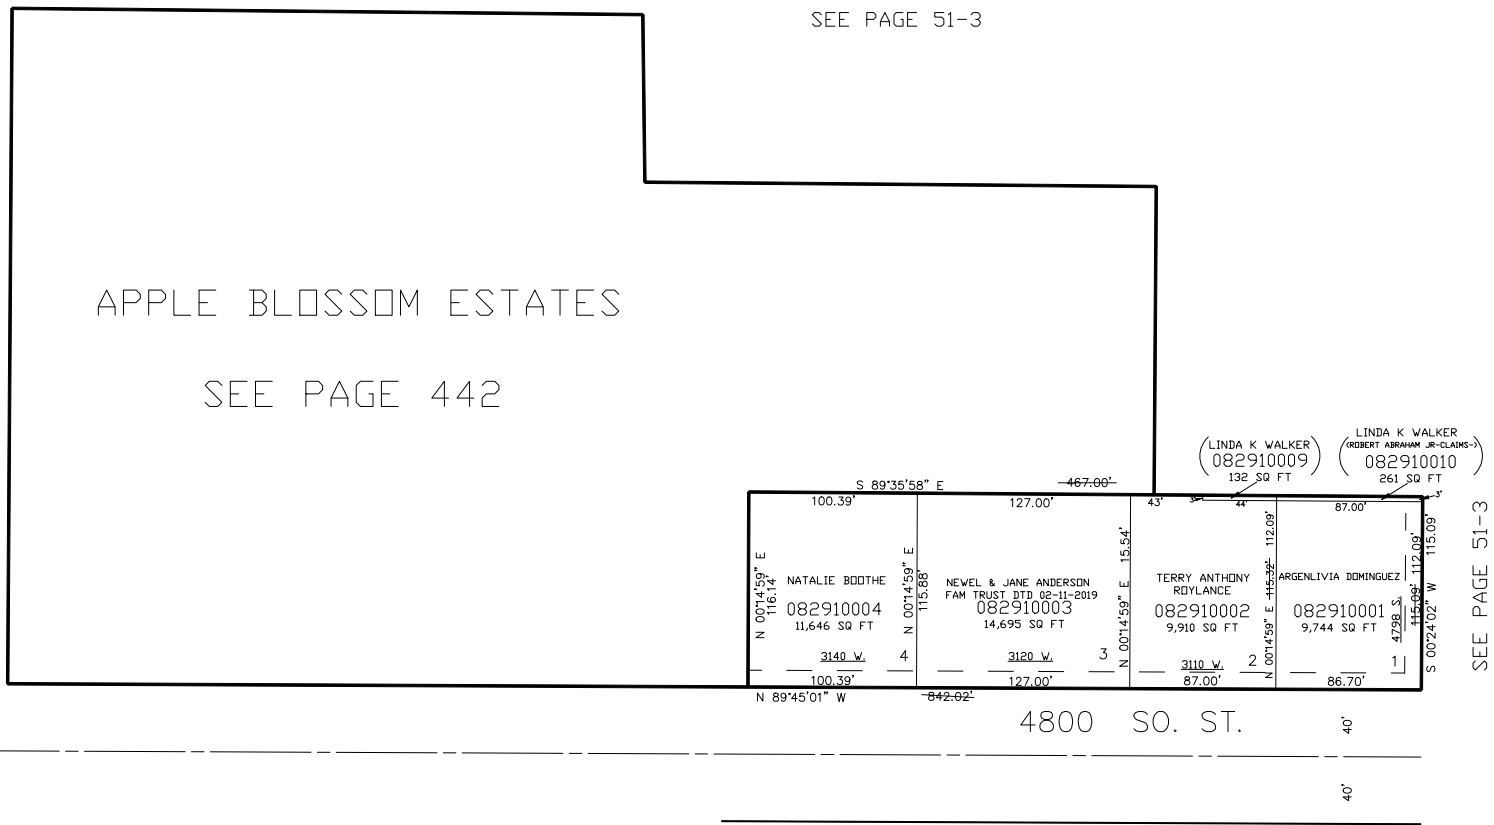 SEE PAGE 51-3
APPLE BLOSSOM ESTATES
SEE PAGE 442
LINDA K WALKER
082910009
132 SQ FT
LINDA K WALKER
(ROBERT ABRAHAM JR-CLAIMS-)
082910010
261 SQ FT
S 89°35'58" E
467.00'
100.39'
127.00'
43'
3'
44'
87.00'
3'
N 00°14'59" E
116.14'
NATALIE BOOTHE
082910004
11,646 SQ FT
3140 W.
4
100.39'
N 00°14'59" E
115.88'
NEWEL & JANE ANDERSON
FAM TRUST DTD 02-11-2019
082910003
14,695 SQ FT
3120 W.
3
127.00'
N 00°14'59" E 15.54'
TERRY ANTHONY
ROYLANCE
082910002
9,910 SQ FT
3110 W.
2
87.00'
N 00°14'59" E 115.32' 112.09'
ARGENLIVIA DOMINGUEZ
082910001
9,744 SQ FT
4798 S.
1
86.70'
115.09' 112.09'
S 00°24'02" W 115.09'
SEE PAGE 51-3
N 89°45'01" W
842.02'
4800 SO. ST.
40'
40'